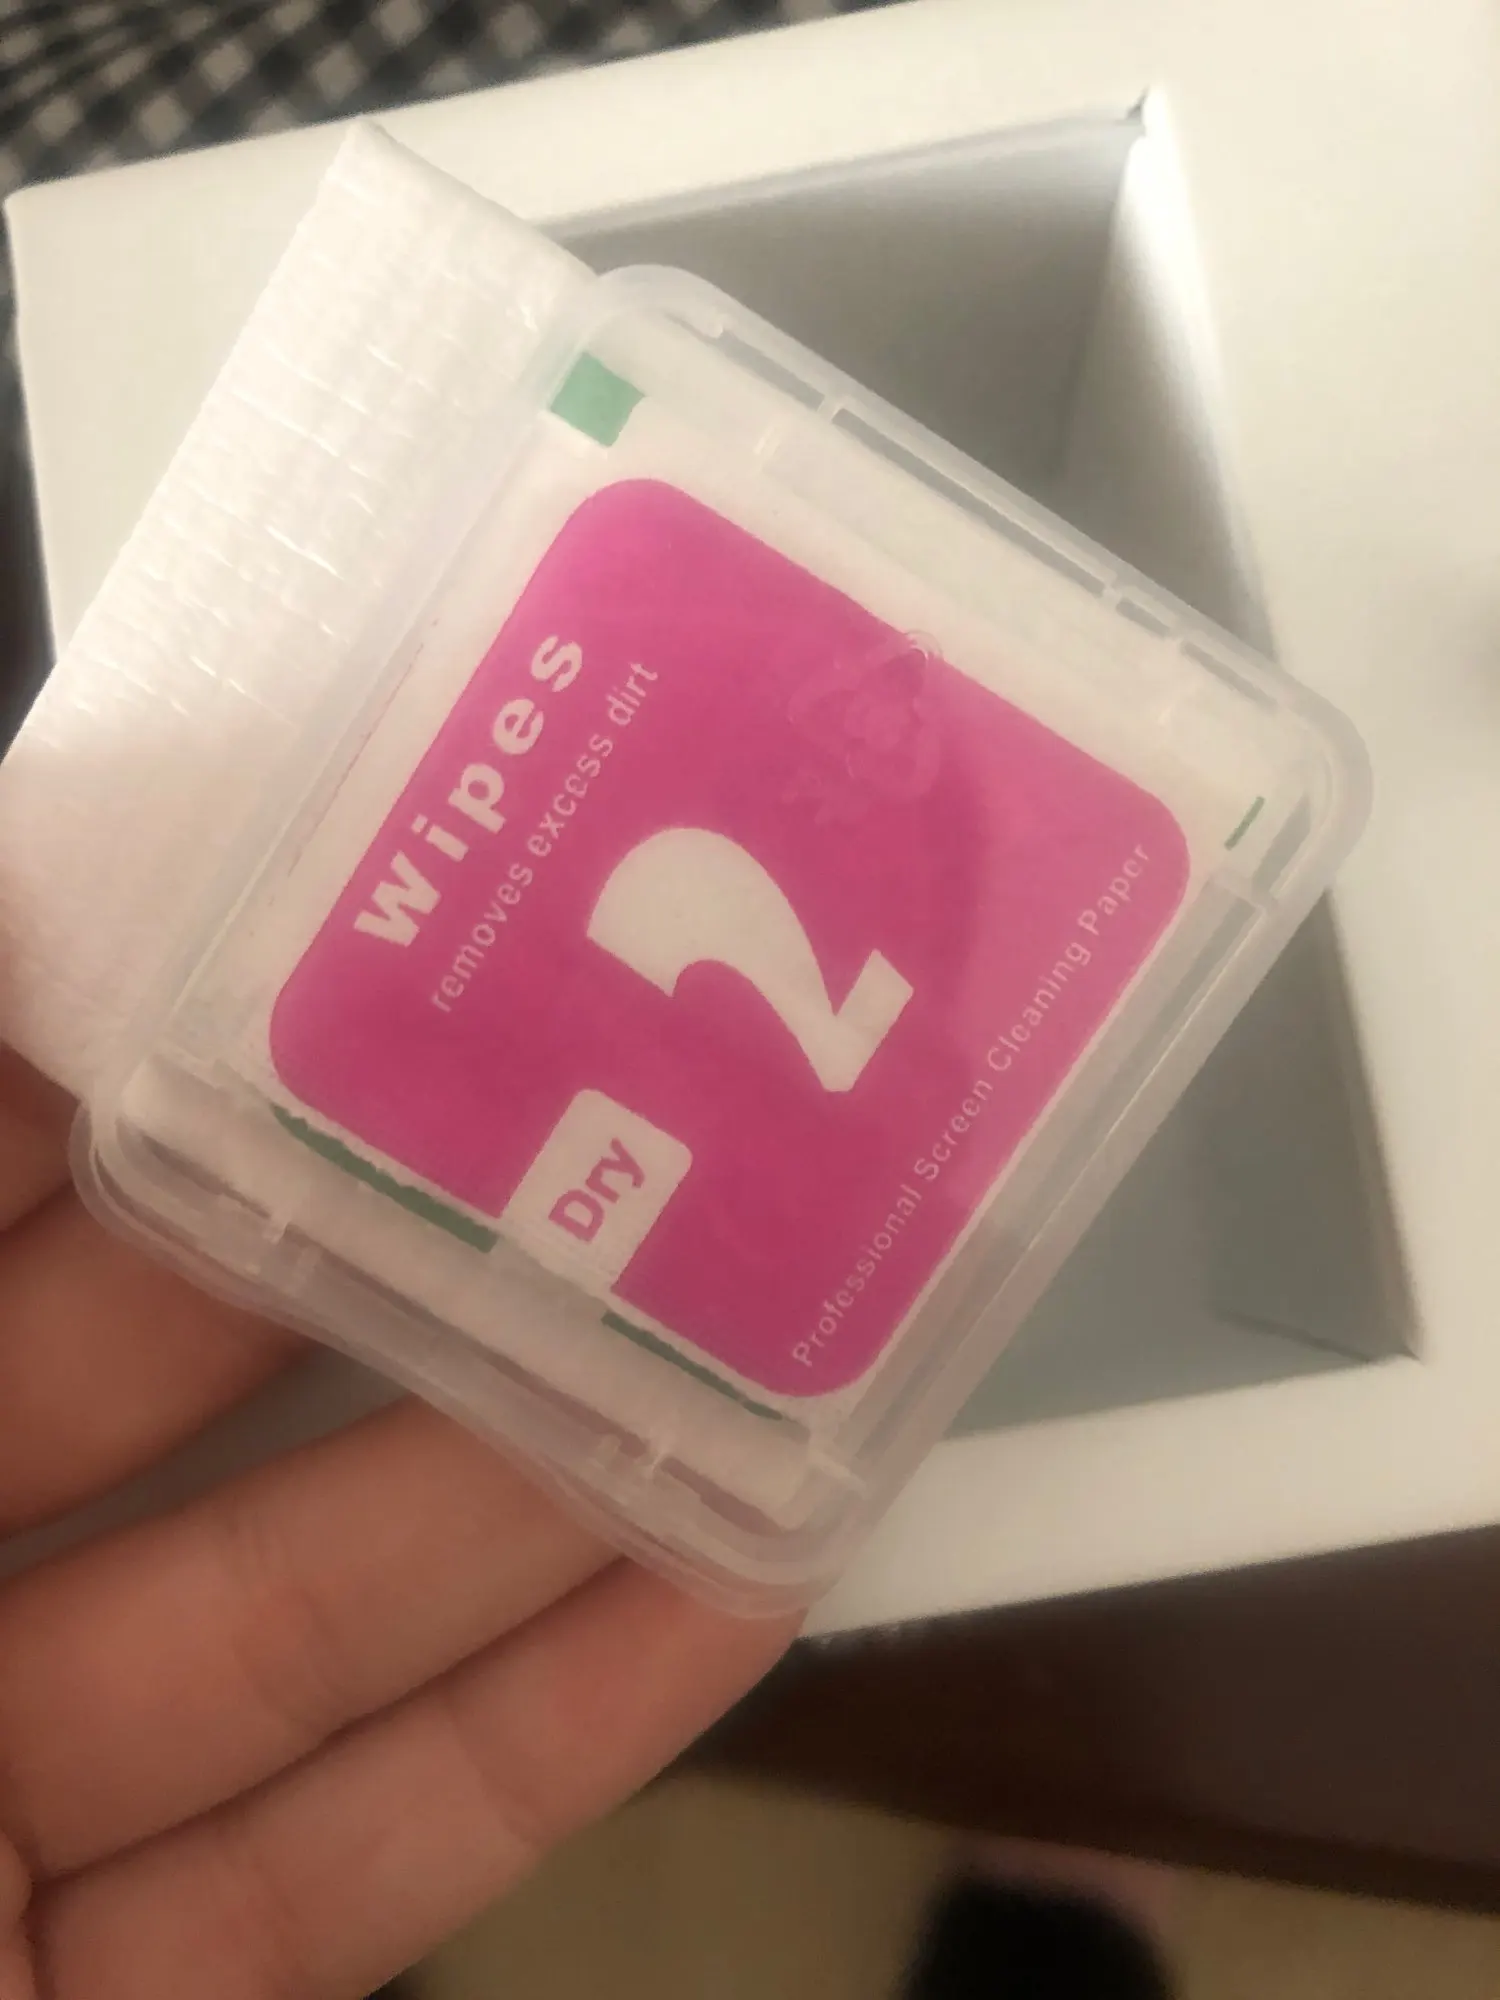 Wipes
removes excess dirt
2
Dry
Professional Screen Cleaning Paper